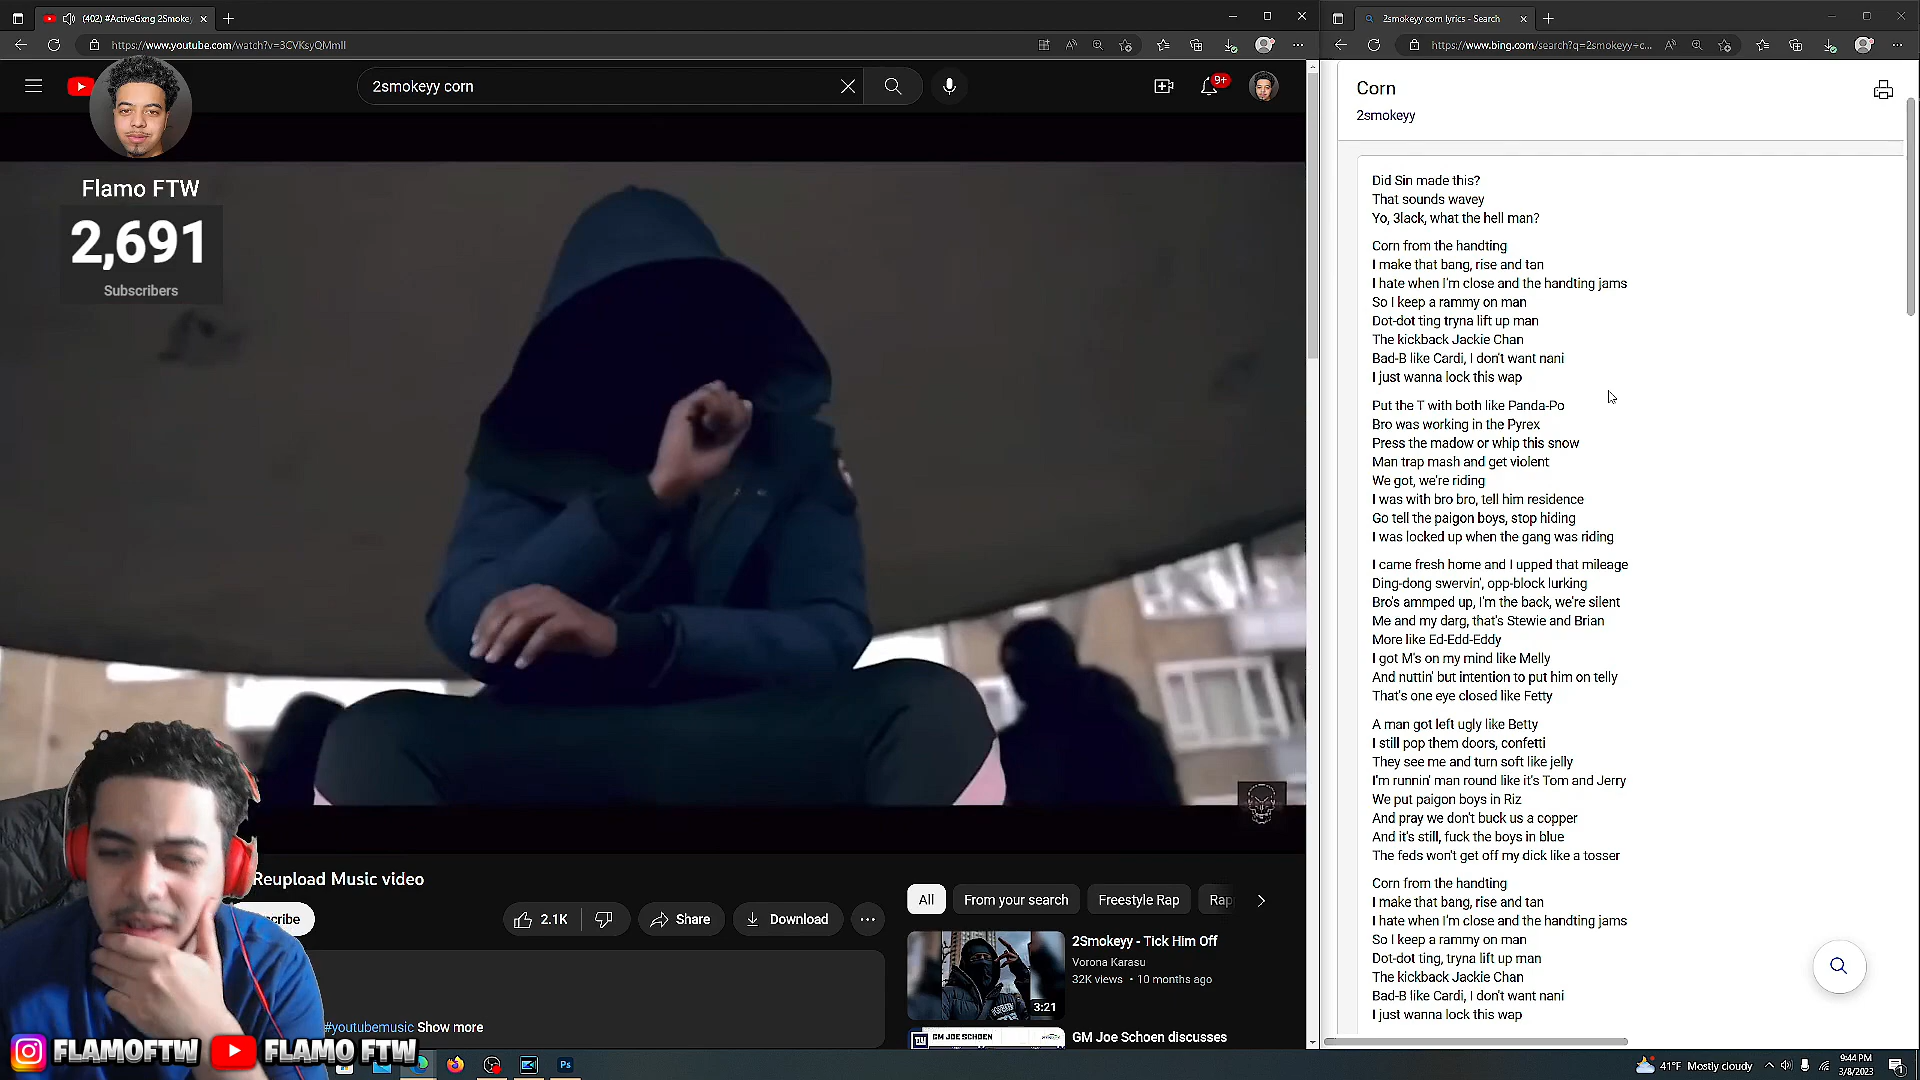 (402) #ActiveGxng 2Smoke
https://www.youtube.com/watch?v=3CVKsyQMmII
2smokeyy corn
9+
Flamo FTW
2,691
Subscribers
Reupload Music video
cribe
2.1K
Share
Download
#youtubemusic Show more
All
From your search
Freestyle Rap
Rap
2Smokeyy - Tick Him Off
Vorona Karasu
32K views • 10 months ago
3:21
GM JOE SCHOEN
GM Joe Schoen discusses
FLAMOFTW
FLAMO FTW
2smokeyy corn lyrics - Search
https://www.bing.com/search?q=2smokeyy+c...
Corn
2smokeyy
Did Sin made this?
That sounds wavey
Yo, 3lack, what the hell man?
Corn from the handting
I make that bang, rise and tan
I hate when I'm close and the handting jams
So I keep a rammy on man
Dot-dot ting tryna lift up man
The kickback Jackie Chan
Bad-B like Cardi, I don't want nani
I just wanna lock this wap
Put the T with both like Panda-Po
Bro was working in the Pyrex
Press the madow or whip this snow
Man trap mash and get violent
We got, we're riding
I was with bro bro, tell him residence
Go tell the paigon boys, stop hiding
I was locked up when the gang was riding
I came fresh home and I upped that mileage
Ding-dong swervin', opp-block lurking
Bro's ammped up, I'm the back, we're silent
Me and my darg, that's Stewie and Brian
More like Ed-Edd-Eddy
I got M's on my mind like Melly
And nuttin' but intention to put him on telly
That's one eye closed like Fetty
A man got left ugly like Betty
I still pop them doors, confetti
They see me and turn soft like jelly
I'm runnin' man round like it's Tom and Jerry
We put paigon boys in Riz
And pray we don't buck us a copper
And it's still, fuck the boys in blue
The feds won't get off my dick like a tosser
Corn from the handting
I make that bang, rise and tan
I hate when I'm close and the handting jams
So I keep a rammy on man
Dot-dot ting, tryna lift up man
The kickback Jackie Chan
Bad-B like Cardi, I don't want nani
I just wanna lock this wap
Ps
41°F Mostly cloudy
9:44 PM
3/8/2023